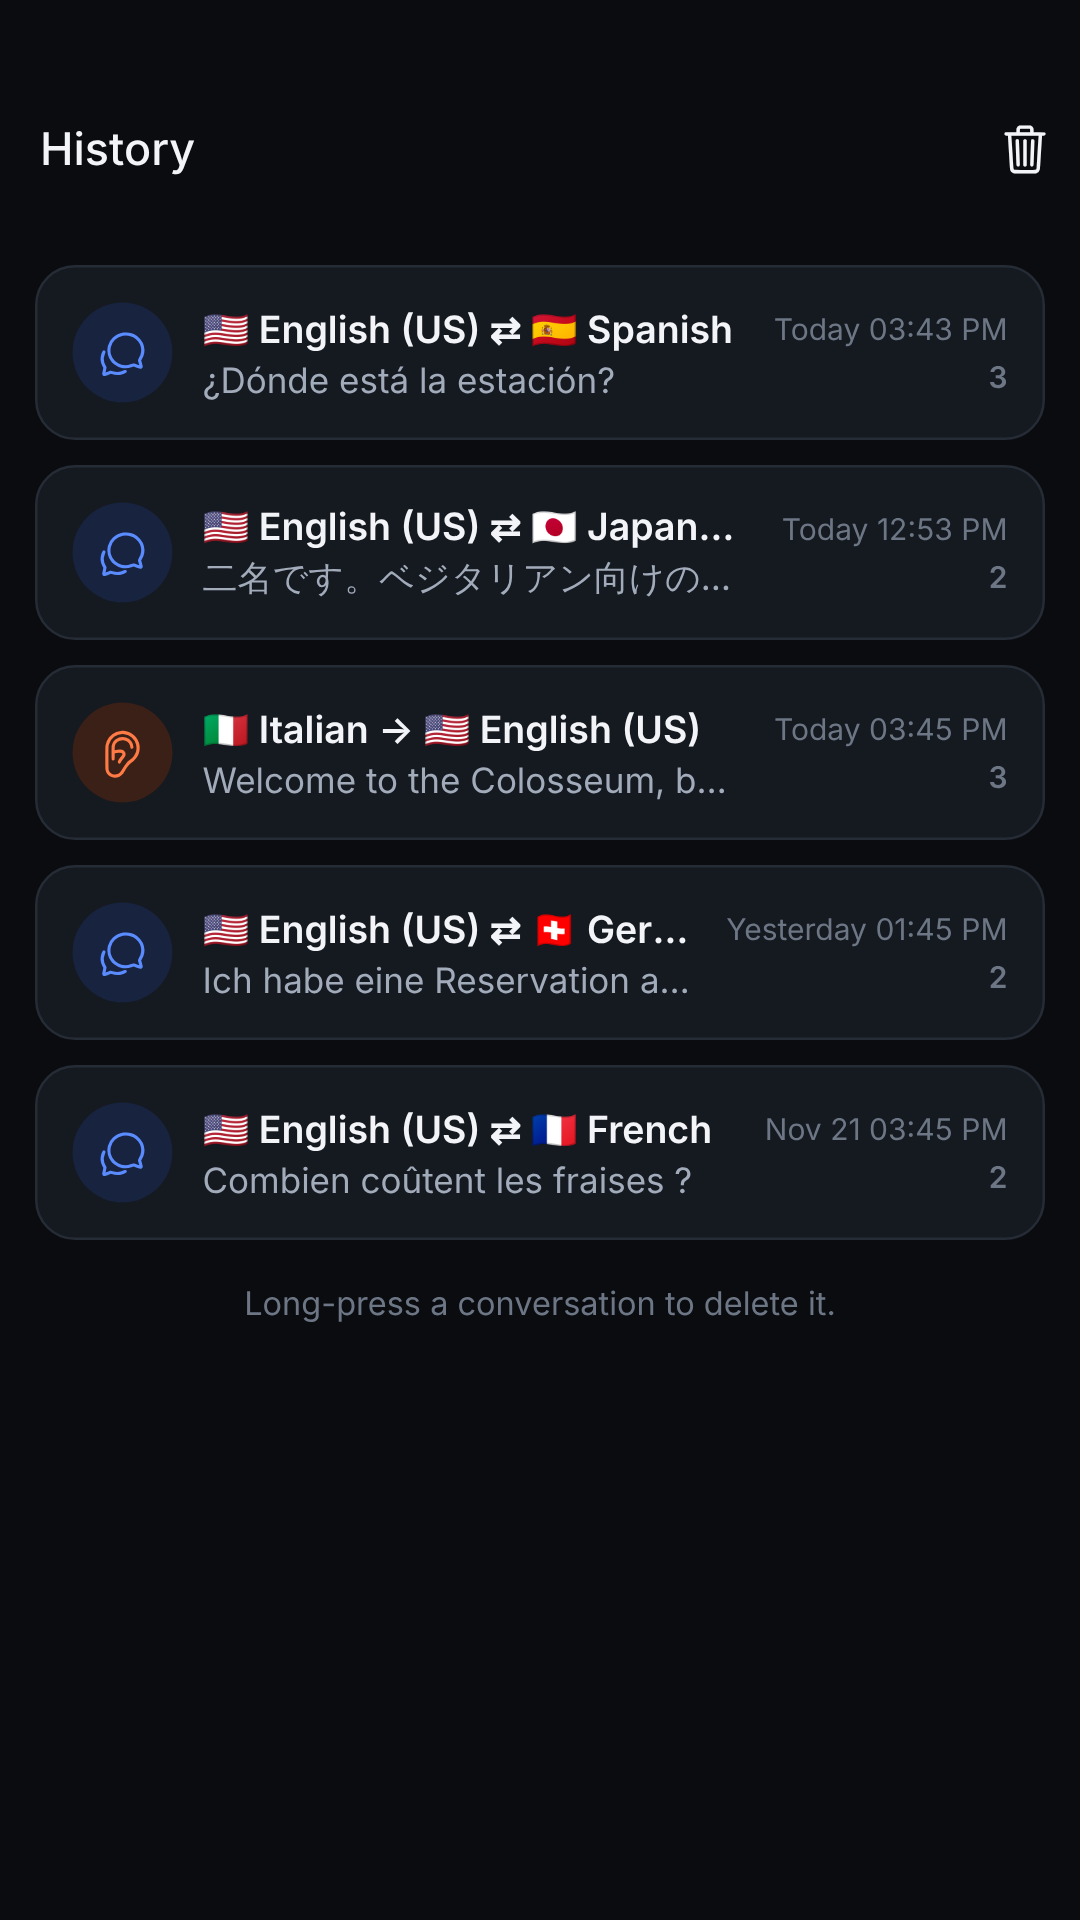 History
🇺🇸 English (US) ⇄ 🇪🇸 Spanish Today 03:43 PM
¿Dónde está la estación? 3
🇺🇸 English (US) ⇄ 🇯🇵 Japan... Today 12:53 PM
二名です。ベジタリアン向けの... 2
🇮🇹 Italian → 🇺🇸 English (US) Today 03:45 PM
Welcome to the Colosseum, b... 3
🇺🇸 English (US) ⇄ 🇨🇭 Ger... Yesterday 01:45 PM
Ich habe eine Reservation a... 2
🇺🇸 English (US) ⇄ 🇫🇷 French Nov 21 03:45 PM
Combien coûtent les fraises ? 2
Long-press a conversation to delete it.